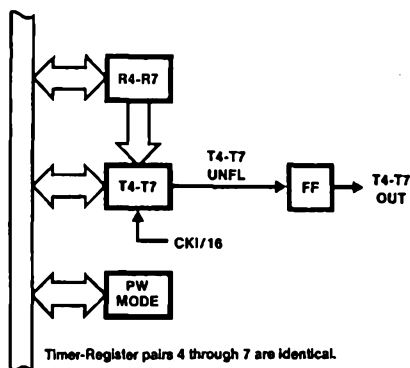 R4-R7
T4-T7
UNFL
T4-T7
FF
T4-T7
OUT
CKI/16
PW
MODE
Timer-Register pairs 4 through 7 are identical.